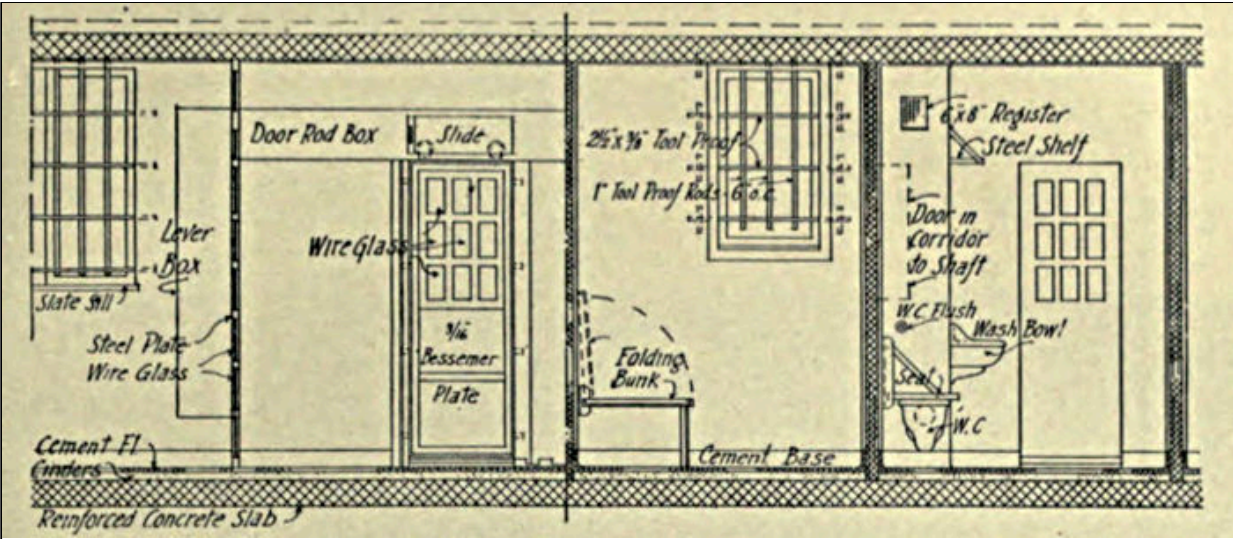 Door Rod Box
Slide
2½" x ⅜" Tool Proof
1" Tool Proof Rods - 6" o.c.
6"x8" Register
Steel Shelf
Lever
Box
Wire Glass
Door in
Corridor
to Shaft
Slate Sill
W.C. Flush
Wash Bowl
Steel Plate
Wire Glass
3/16
Bessemer
Plate
Folding
Bunk
Seat
W.C
Cement Fl
Cinders
Cement Base
Reinforced Concrete Slab